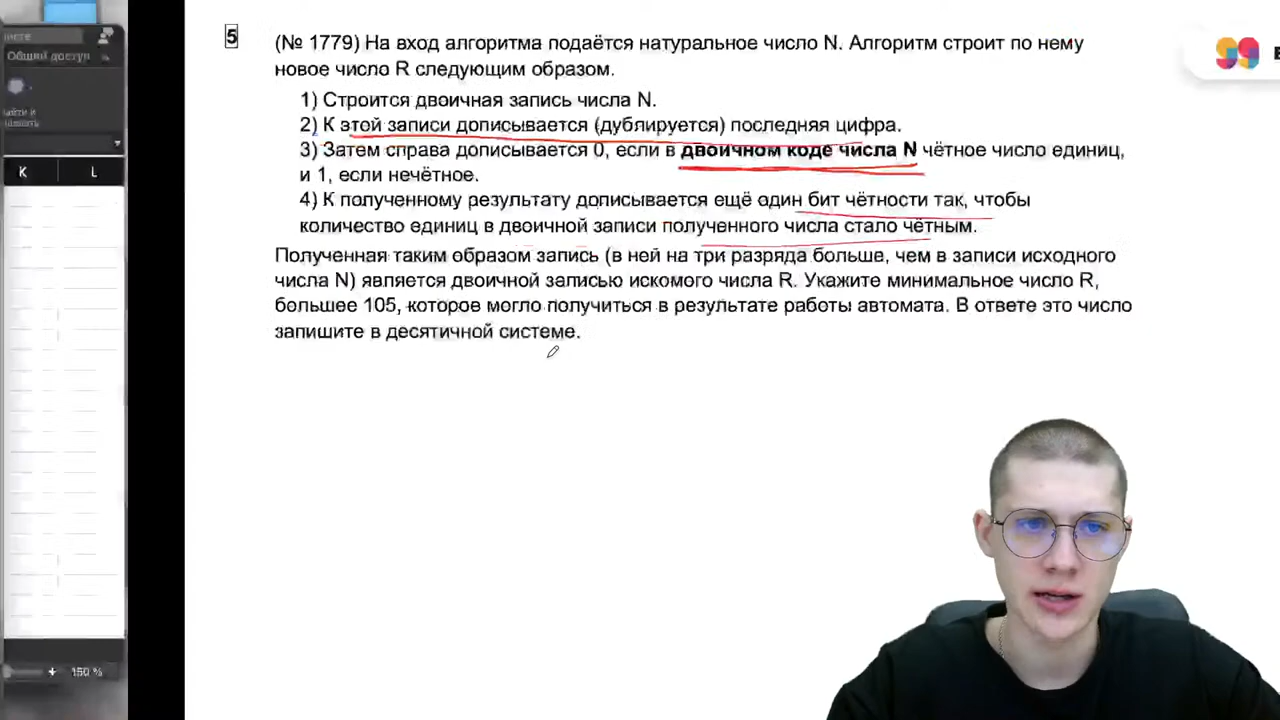 Общий доступ
K L
150 %
5
(№ 1779) На вход алгоритма подаётся натуральное число N. Алгоритм строит по нему
новое число R следующим образом.
1) Строится двоичная запись числа N.
2) К этой записи дописывается (дублируется) последняя цифра.
3) Затем справа дописывается 0, если в двоичном коде числа N чётное число единиц,
и 1, если нечётное.
4) К полученному результату дописывается ещё один бит чётности так, чтобы
количество единиц в двоичной записи полученного числа стало чётным.
Полученная таким образом запись (в ней на три разряда больше, чем в записи исходного
числа N) является двоичной записью искомого числа R. Укажите минимальное число R,
большее 105, которое могло получиться в результате работы автомата. В ответе это число
запишите в десятичной системе.